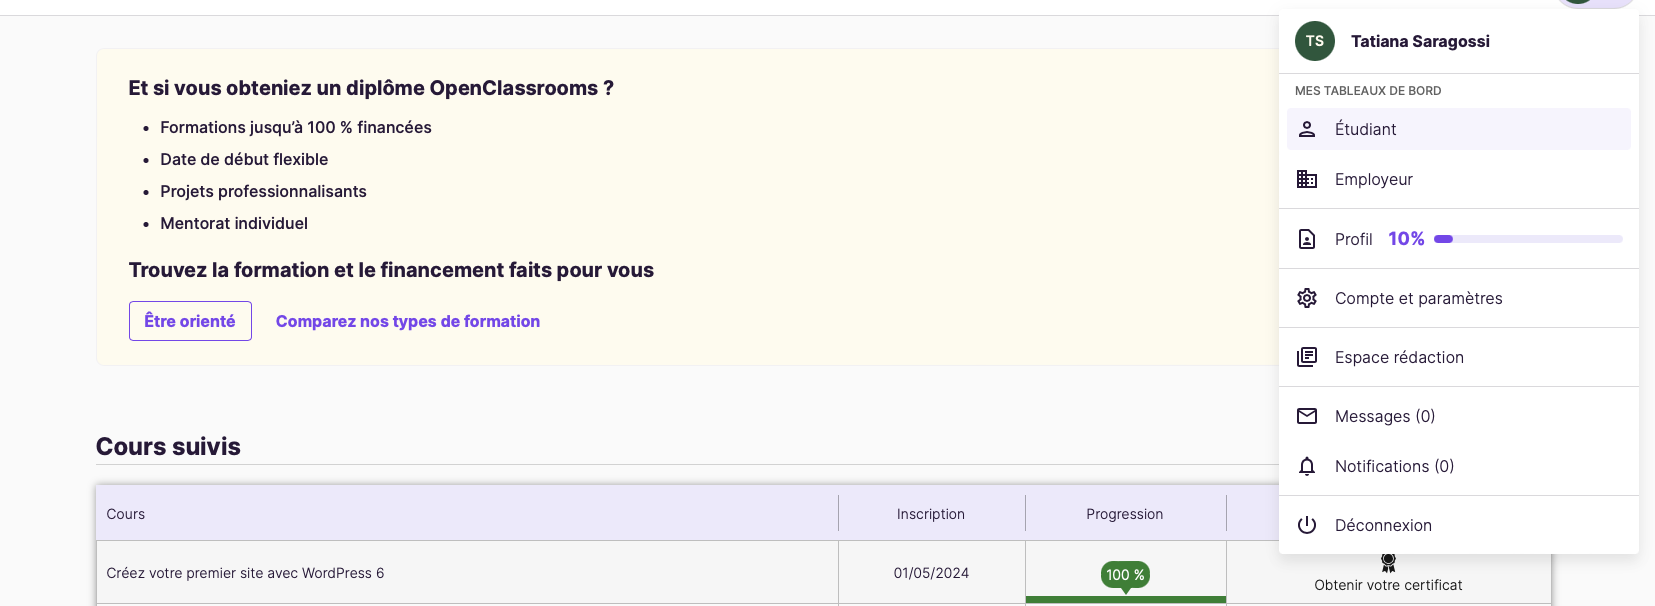 Et si vous obteniez un diplôme OpenClassrooms ?
• Formations jusqu’à 100 % financées
• Date de début flexible
• Projets professionnalisants
• Mentorat individuel
Trouvez la formation et le financement faits pour vous
Être orienté
Comparez nos types de formation
Cours suivis
Cours
Inscription
Progression
Créez votre premier site avec WordPress 6
01/05/2024
100 %
Obtenir votre certificat
TS
Tatiana Saragossi
MES TABLEAUX DE BORD
Étudiant
Employeur
Profil 10%
Compte et paramètres
Espace rédaction
Messages (0)
Notifications (0)
Déconnexion